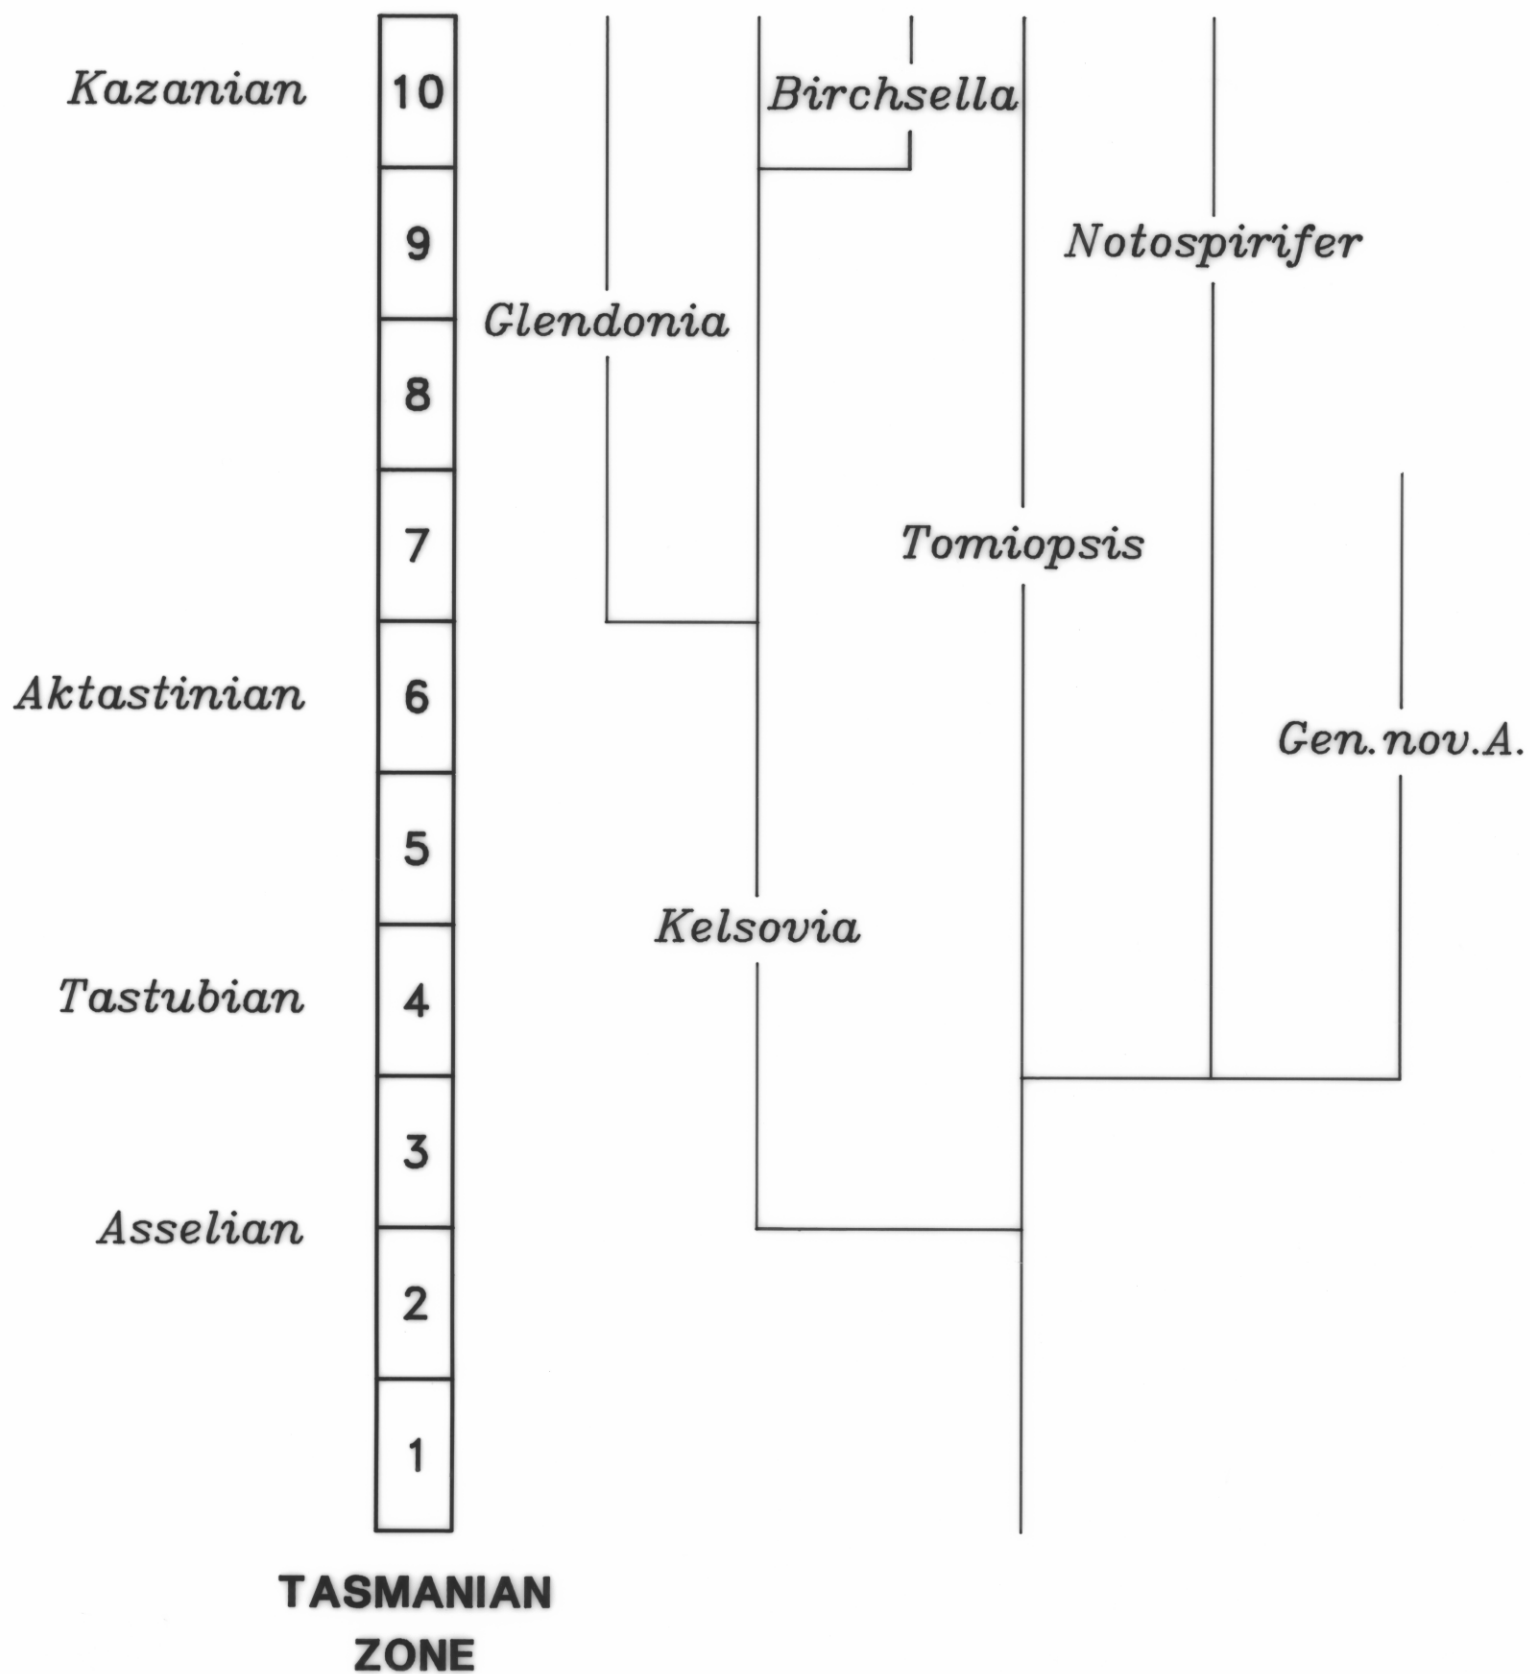 Kazanian
10
Birchsella
9
Notospirifer
Glendonia
8
7
Tomiopsis
Aktastinian
6
Gen.nov.A.
5
Kelsovia
Tastubian
4
3
Asselian
2
1
TASMANIAN
ZONE